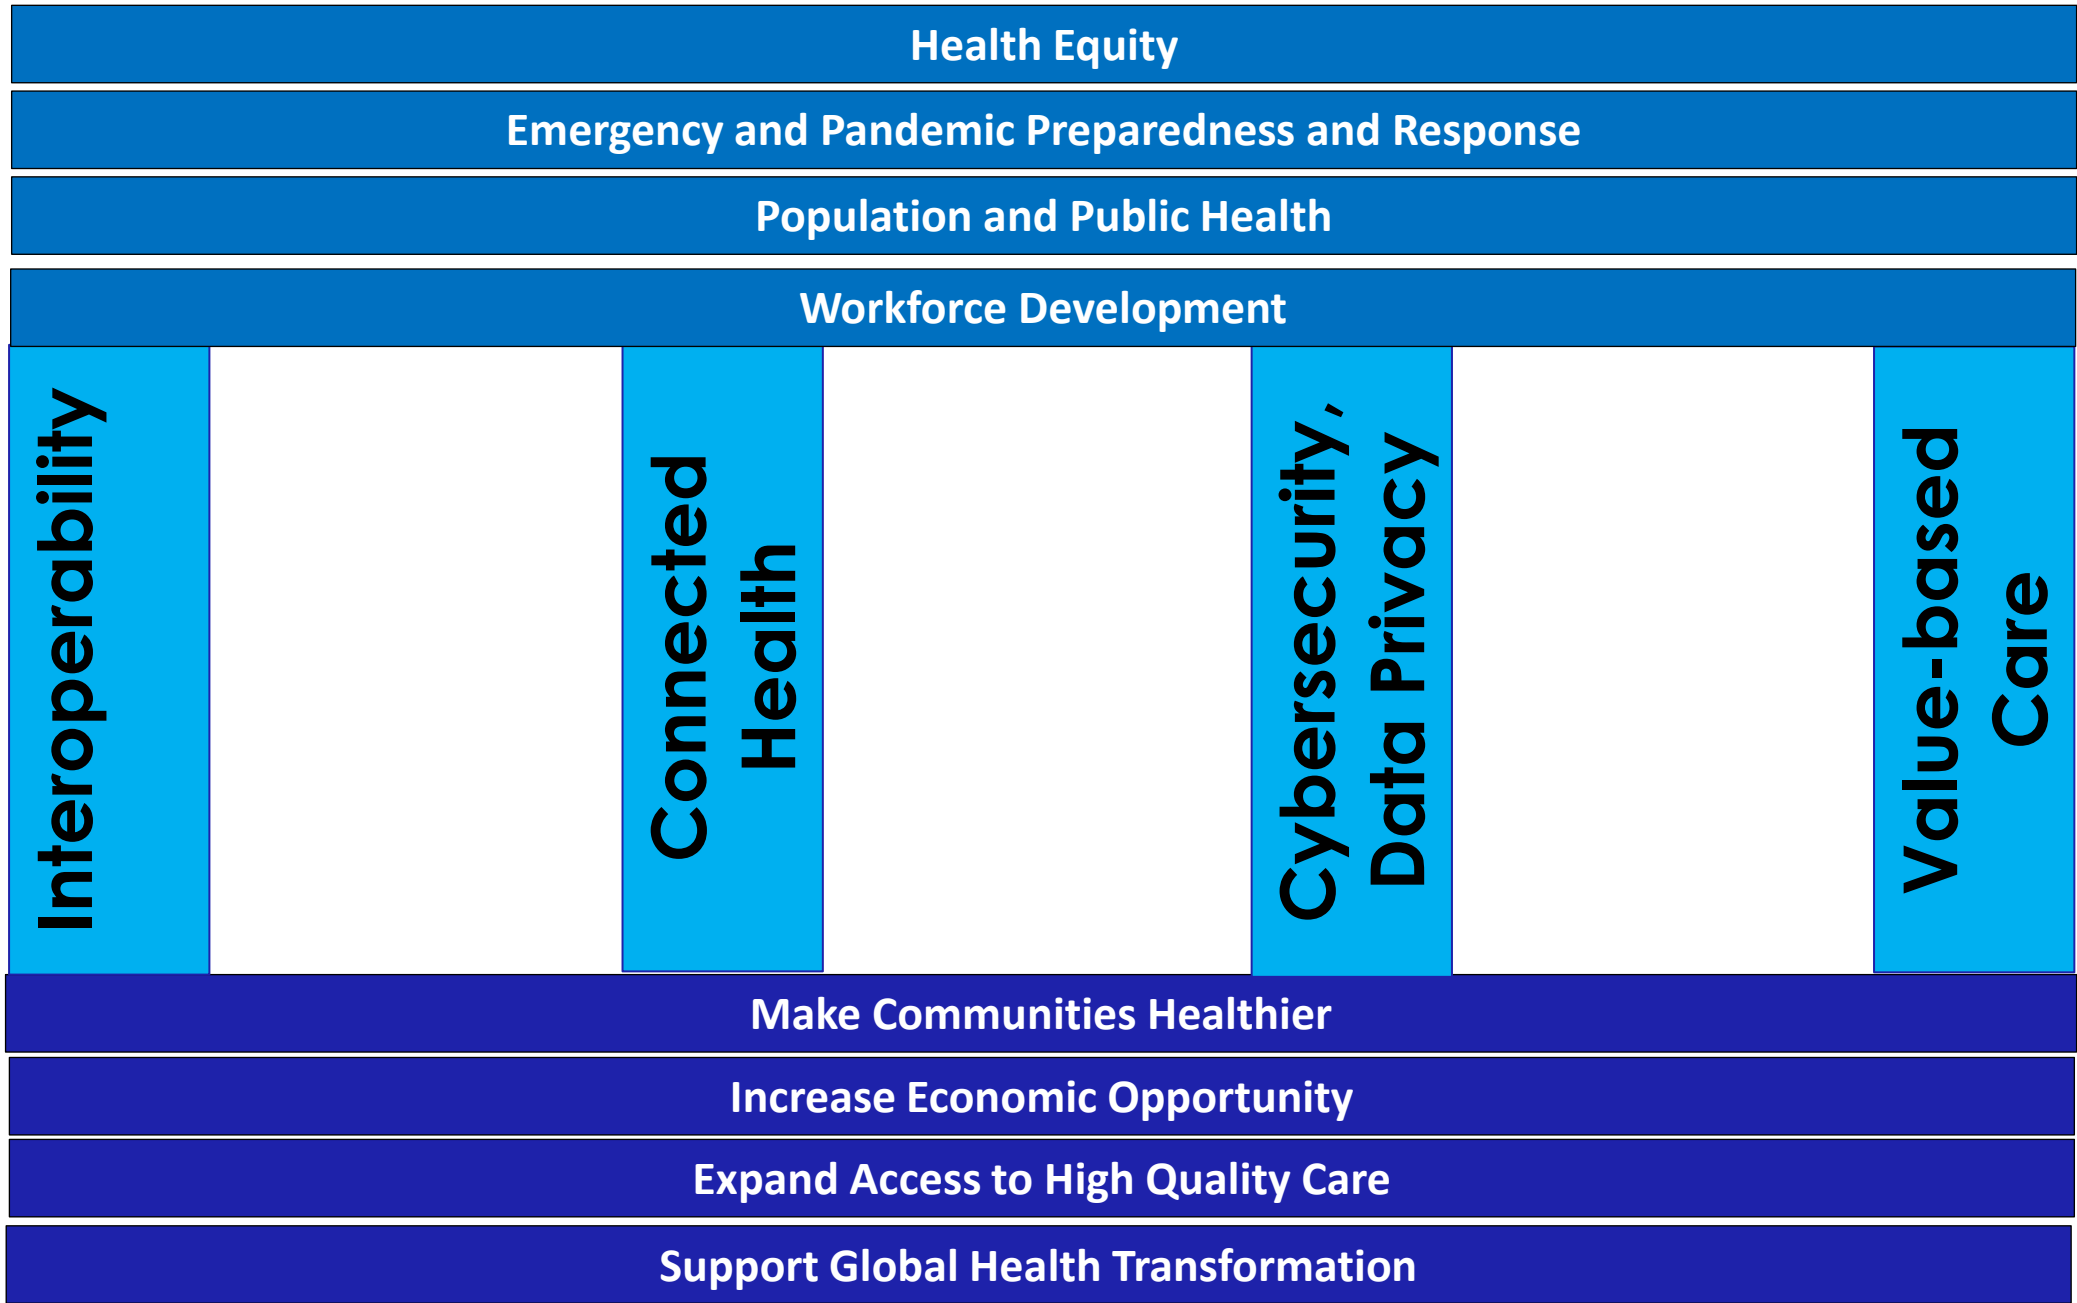 Health Equity
Emergency and Pandemic Preparedness and Response
Population and Public Health
Workforce Development
Interoperability
Connected
Health
Cybersecurity,
Data Privacy
Value-based
Care
Make Communities Healthier
Increase Economic Opportunity
Expand Access to High Quality Care
Support Global Health Transformation